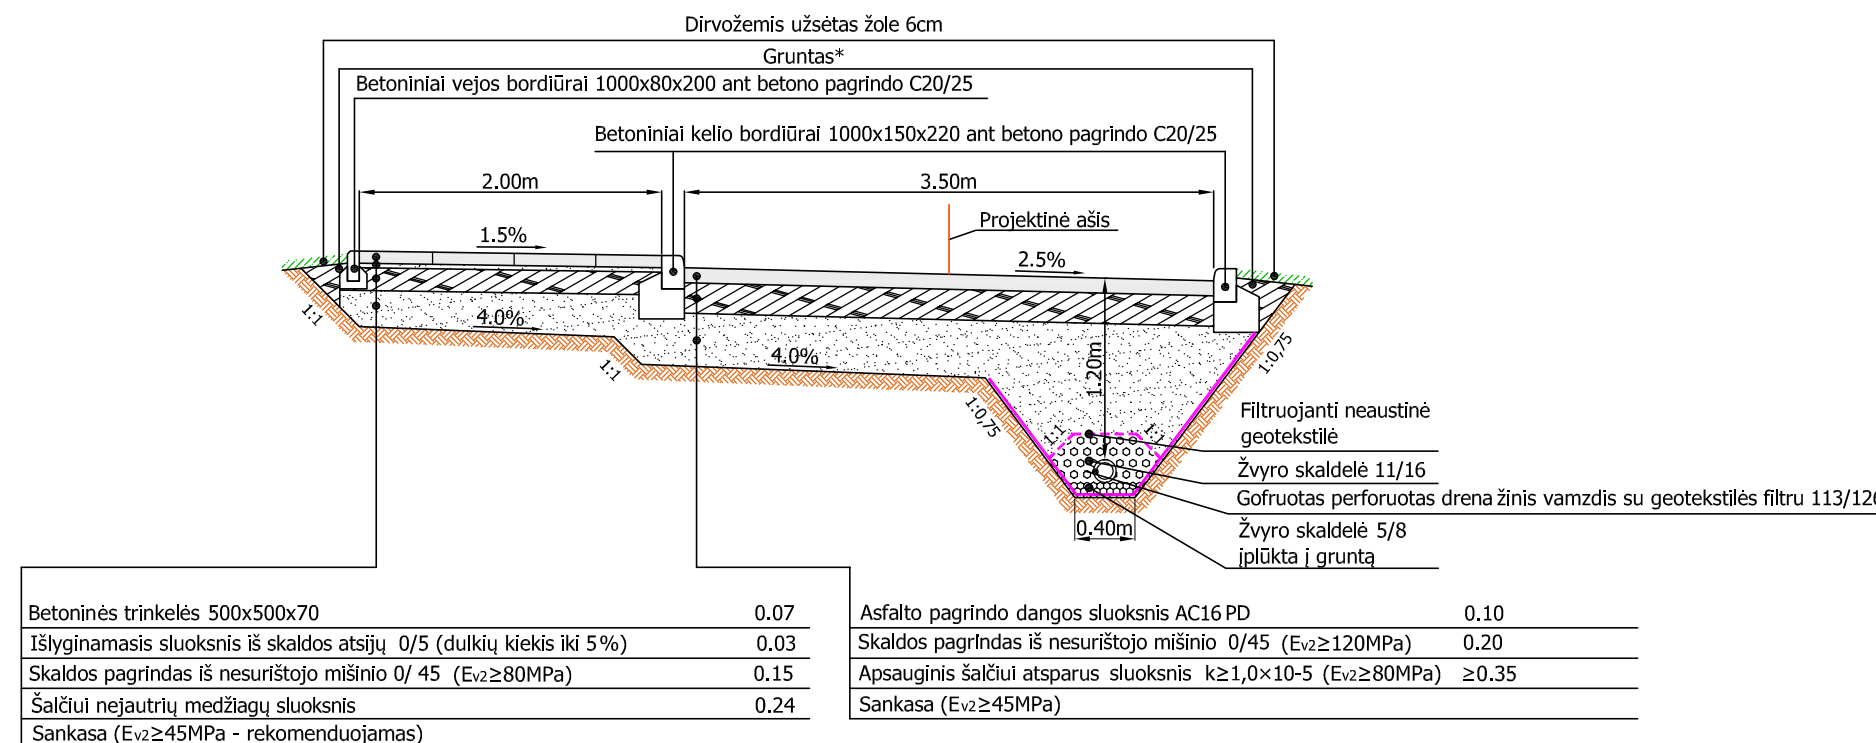 Dirvožemis užsėtas žole 6cm
Gruntas*
Betoniniai vejos bordiūrai 1000x80x200 ant betono pagrindo C20/25
Betoniniai kelio bordiūrai 1000x150x220 ant betono pagrindo C20/25
2.00m
3.50m
Projektinė ašis
1.5%
2.5%
1:1
4.0%
1:1
4.0%
1.20m
1:0,75
1:0,75
1:1
1:1
Filtruojanti neaustinė
geotekstilė
Žvyro skaldelė 11/16
Gofruotas perforuotas drenažinis vamzdis su geotekstilės filtru 113/126
0.40m
Žvyro skaldelė 5/8
įplūkta į gruntą
Betoninės trinkelės 500x500x70 0.07
Išlyginamasis sluoksnis iš skaldos atsijų 0/5 (dulkių kiekis iki 5%) 0.03
Skaldos pagrindas iš nesurištojo mišinio 0/ 45 (Ev2≥80MPa) 0.15
Šalčiui nejautrių medžiagų sluoksnis 0.24
Sankasa (Ev2≥45MPa - rekomenduojamas)
Asfalto pagrindo dangos sluoksnis AC16 PD 0.10
Skaldos pagrindas iš nesurištojo mišinio 0/45 (Ev2≥120MPa) 0.20
Apsauginis šalčiui atsparus sluoksnis k≥1,0×10-5 (Ev2≥80MPa) ≥0.35
Sankasa (Ev2≥45MPa)